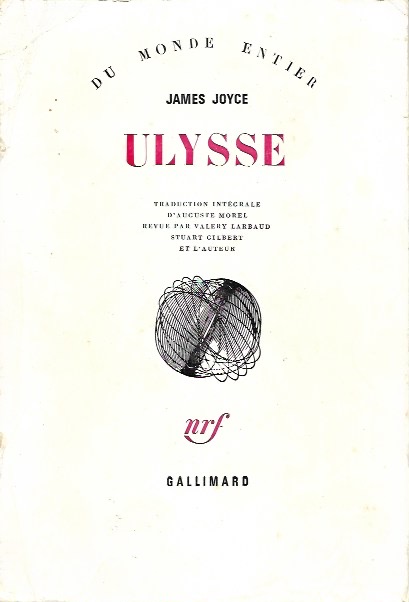 DU MONDE ENTIER
JAMES JOYCE
ULYSSE
TRADUCTION INTÉGRALE
D'AUGUSTE MOREL
REVUE PAR VALERY LARBAUD
STUART GILBERT
ET L'AUTEUR
nrf
GALLIMARD